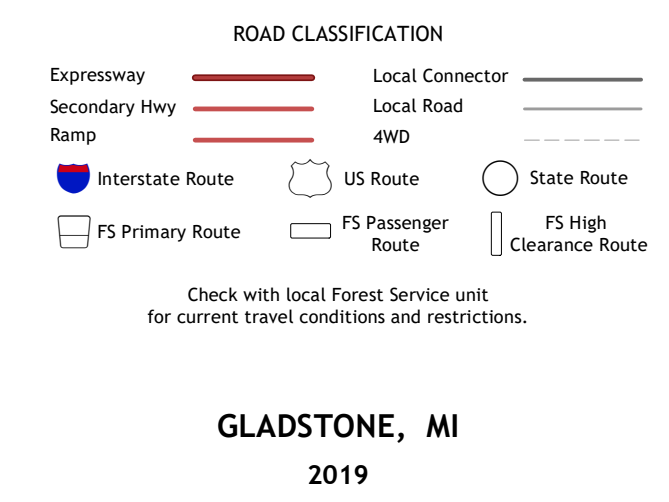 ROAD CLASSIFICATION
Expressway
Local Connector
Secondary Hwy
Local Road
Ramp
4WD
Interstate Route
US Route
State Route
FS Primary Route
FS Passenger
Route
FS High
Clearance Route
Check with local Forest Service unit
for current travel conditions and restrictions.
GLADSTONE, MI
2019